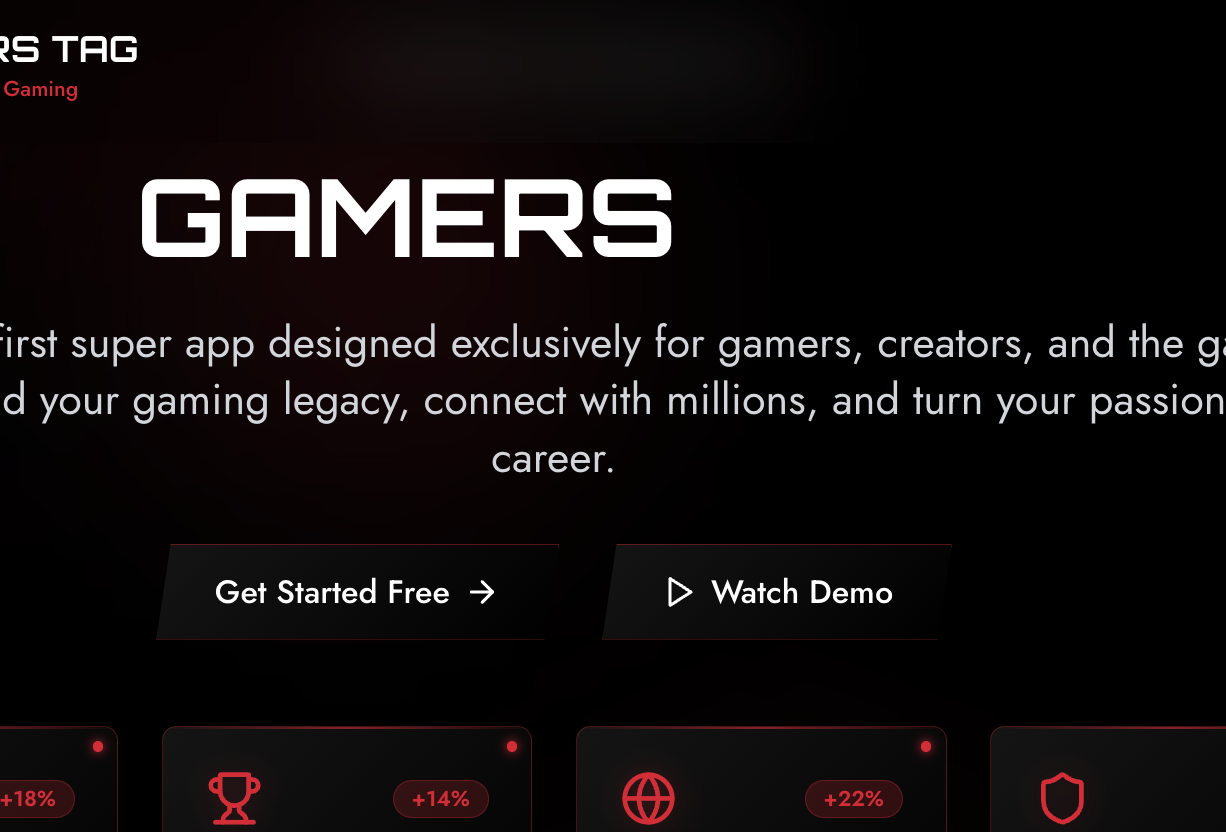 RS TAG
Gaming
GAMERS
first super app designed exclusively for gamers, creators, and the ga
d your gaming legacy, connect with millions, and turn your passion
career.
Get Started Free
Watch Demo
+18%
+14%
+22%